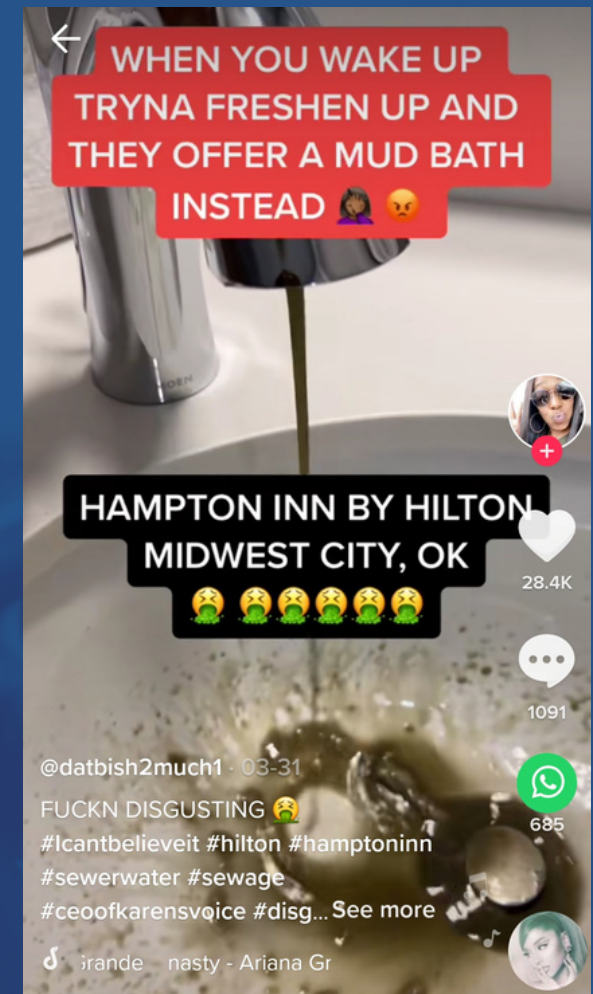 WHEN YOU WAKE UP
TRYNA FRESHEN UP AND
THEY OFFER A MUD BATH
INSTEAD 🤦🏾‍♀️ 😡
MOEN
HAMPTON INN BY HILTON
MIDWEST CITY, OK
🤮 🤮🤮🤮🤮🤮
28.4K
1091
@datbish2much1 · 03-31
685
FUCKN DISGUSTING 🤮
#Icantbelieveit #hilton #hamptoninn
#sewerwater #sewage
#ceoofkarensvoice #disg... See more
Grande nasty - Ariana Gr